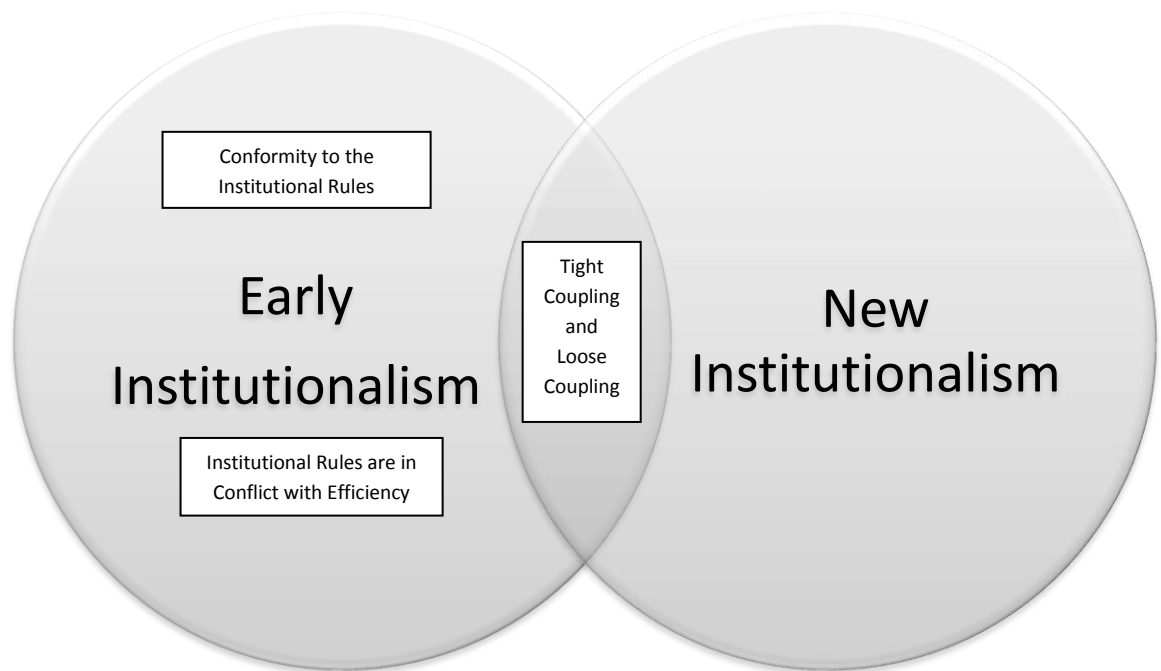 Conformity to the
Institutional Rules
Early
Institutionalism
Institutional Rules are in
Conflict with Efficiency
Tight
Coupling
and
Loose
Coupling
New
Institutionalism